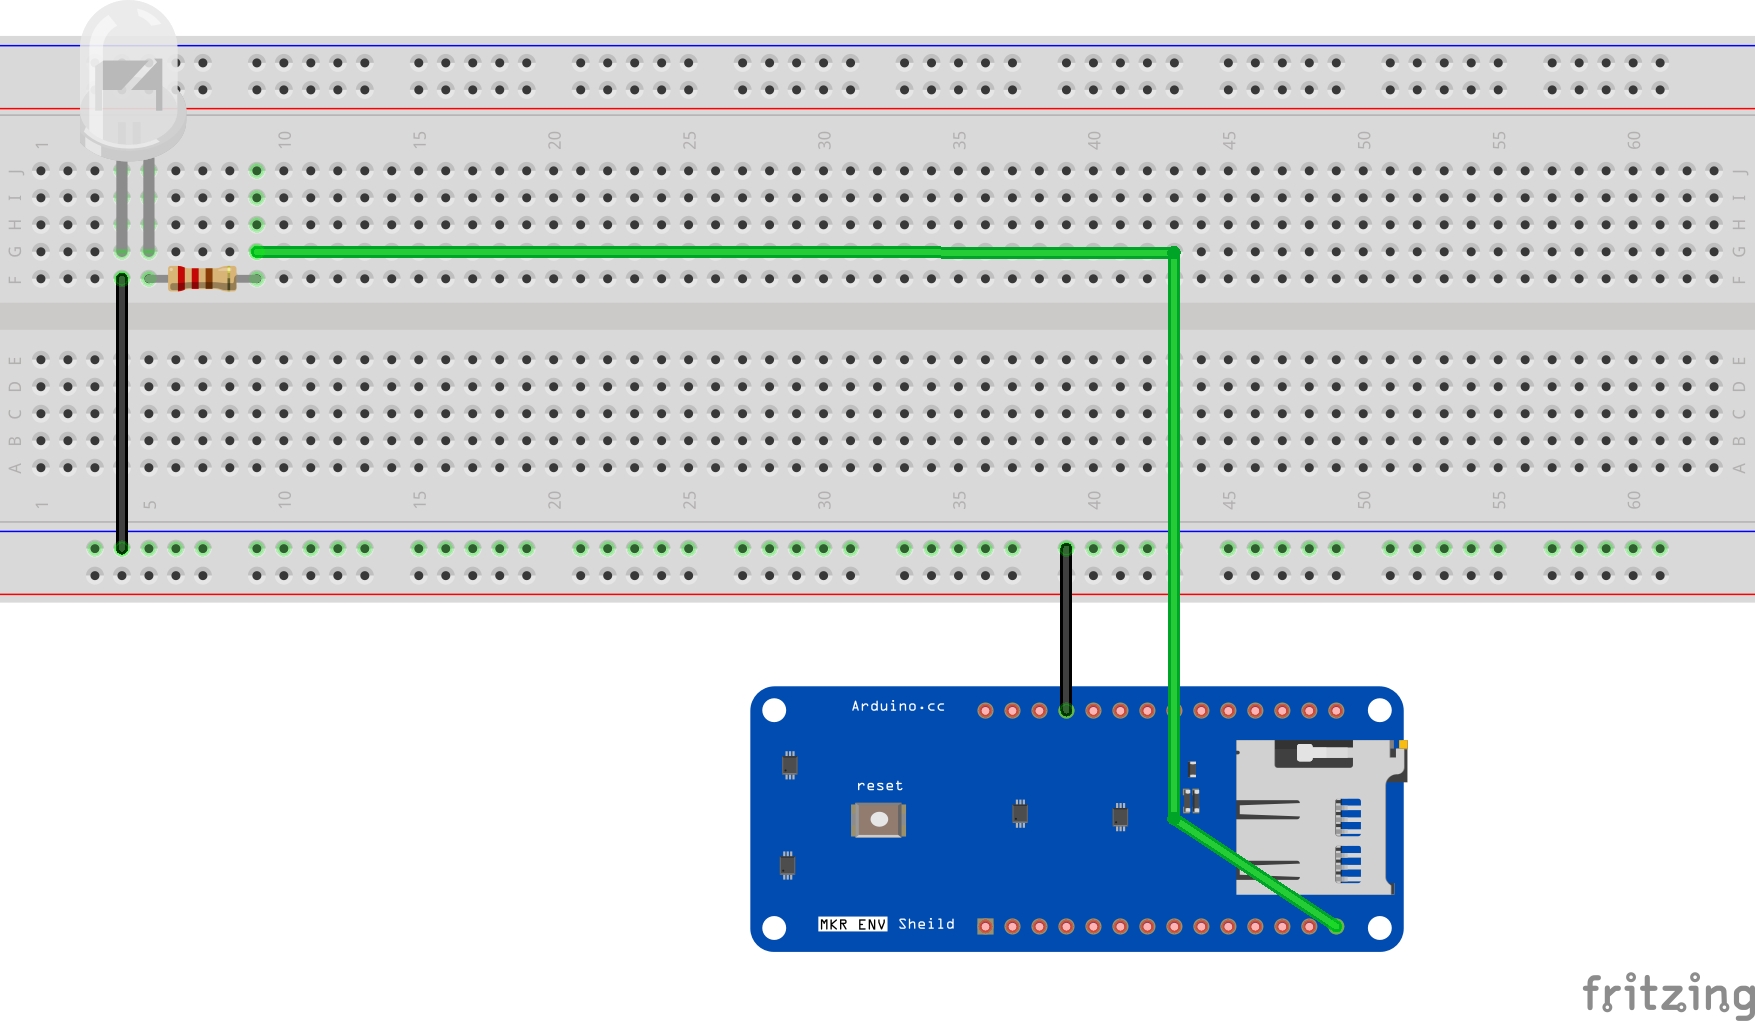 1 10 15 20 25 30 35 40 45 50 55 60
J J
I I
H H
G G
F F
E E
D D
C C
B B
A A
1 5 10 15 20 25 30 35 40 45 50 55 60
Arduino.cc
reset
MKR ENV Sheild
fritzing